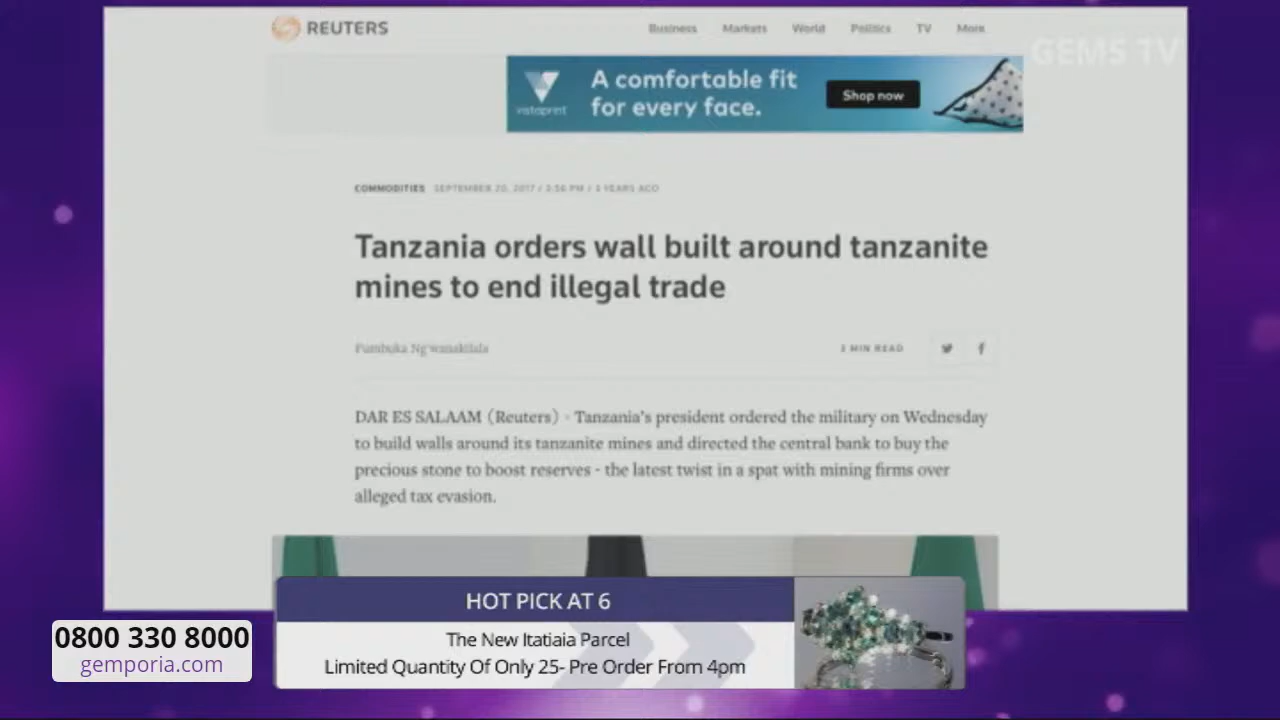 REUTERS
Business Markets World Politics TV More
GEMS TV
vistaprint
A comfortable fit
for every face.
Shop now
COMMODITIES SEPTEMBER 20, 2017 / 3:56 PM / 3 YEARS AGO
Tanzania orders wall built around tanzanite
mines to end illegal trade
Fumbuka Ng'wanakilala
3 MIN READ
DAR ES SALAAM (Reuters) - Tanzania's president ordered the military on Wednesday
to build walls around its tanzanite mines and directed the central bank to buy the
precious stone to boost reserves - the latest twist in a spat with mining firms over
alleged tax evasion.
HOT PICK AT 6
The New Itatiaia Parcel
Limited Quantity Of Only 25- Pre Order From 4pm
0800 330 8000
gemporia.com